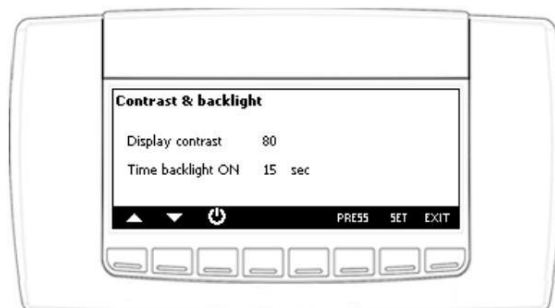 Contrast & backlight
Display contrast 80
Time backlight ON 15 sec
PRESS SET EXIT